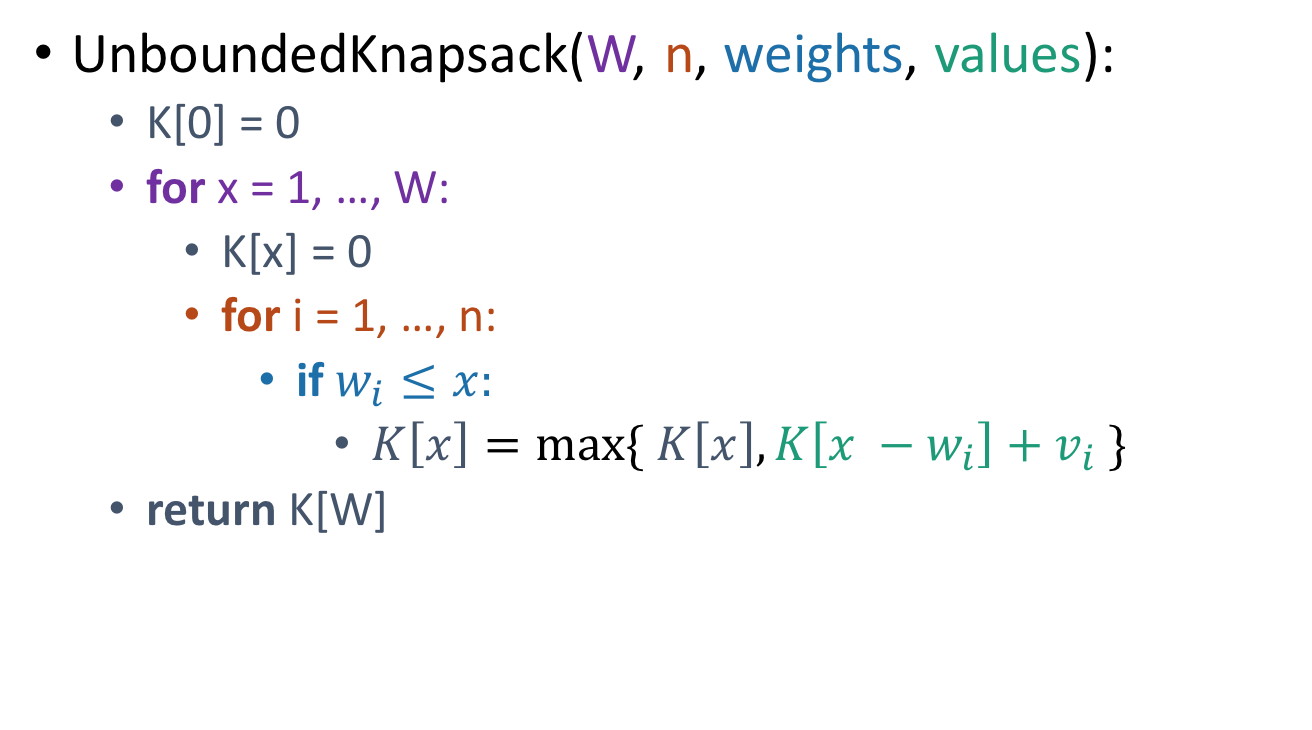 • UnboundedKnapsack(W, n, weights, values):
• K[0] = 0
• for x = 1, …, W:
• K[x] = 0
• for i = 1, …, n:
• if wᵢ ≤ x:
• K[x] = max{ K[x], K[x − wᵢ] + vᵢ }
• return K[W]